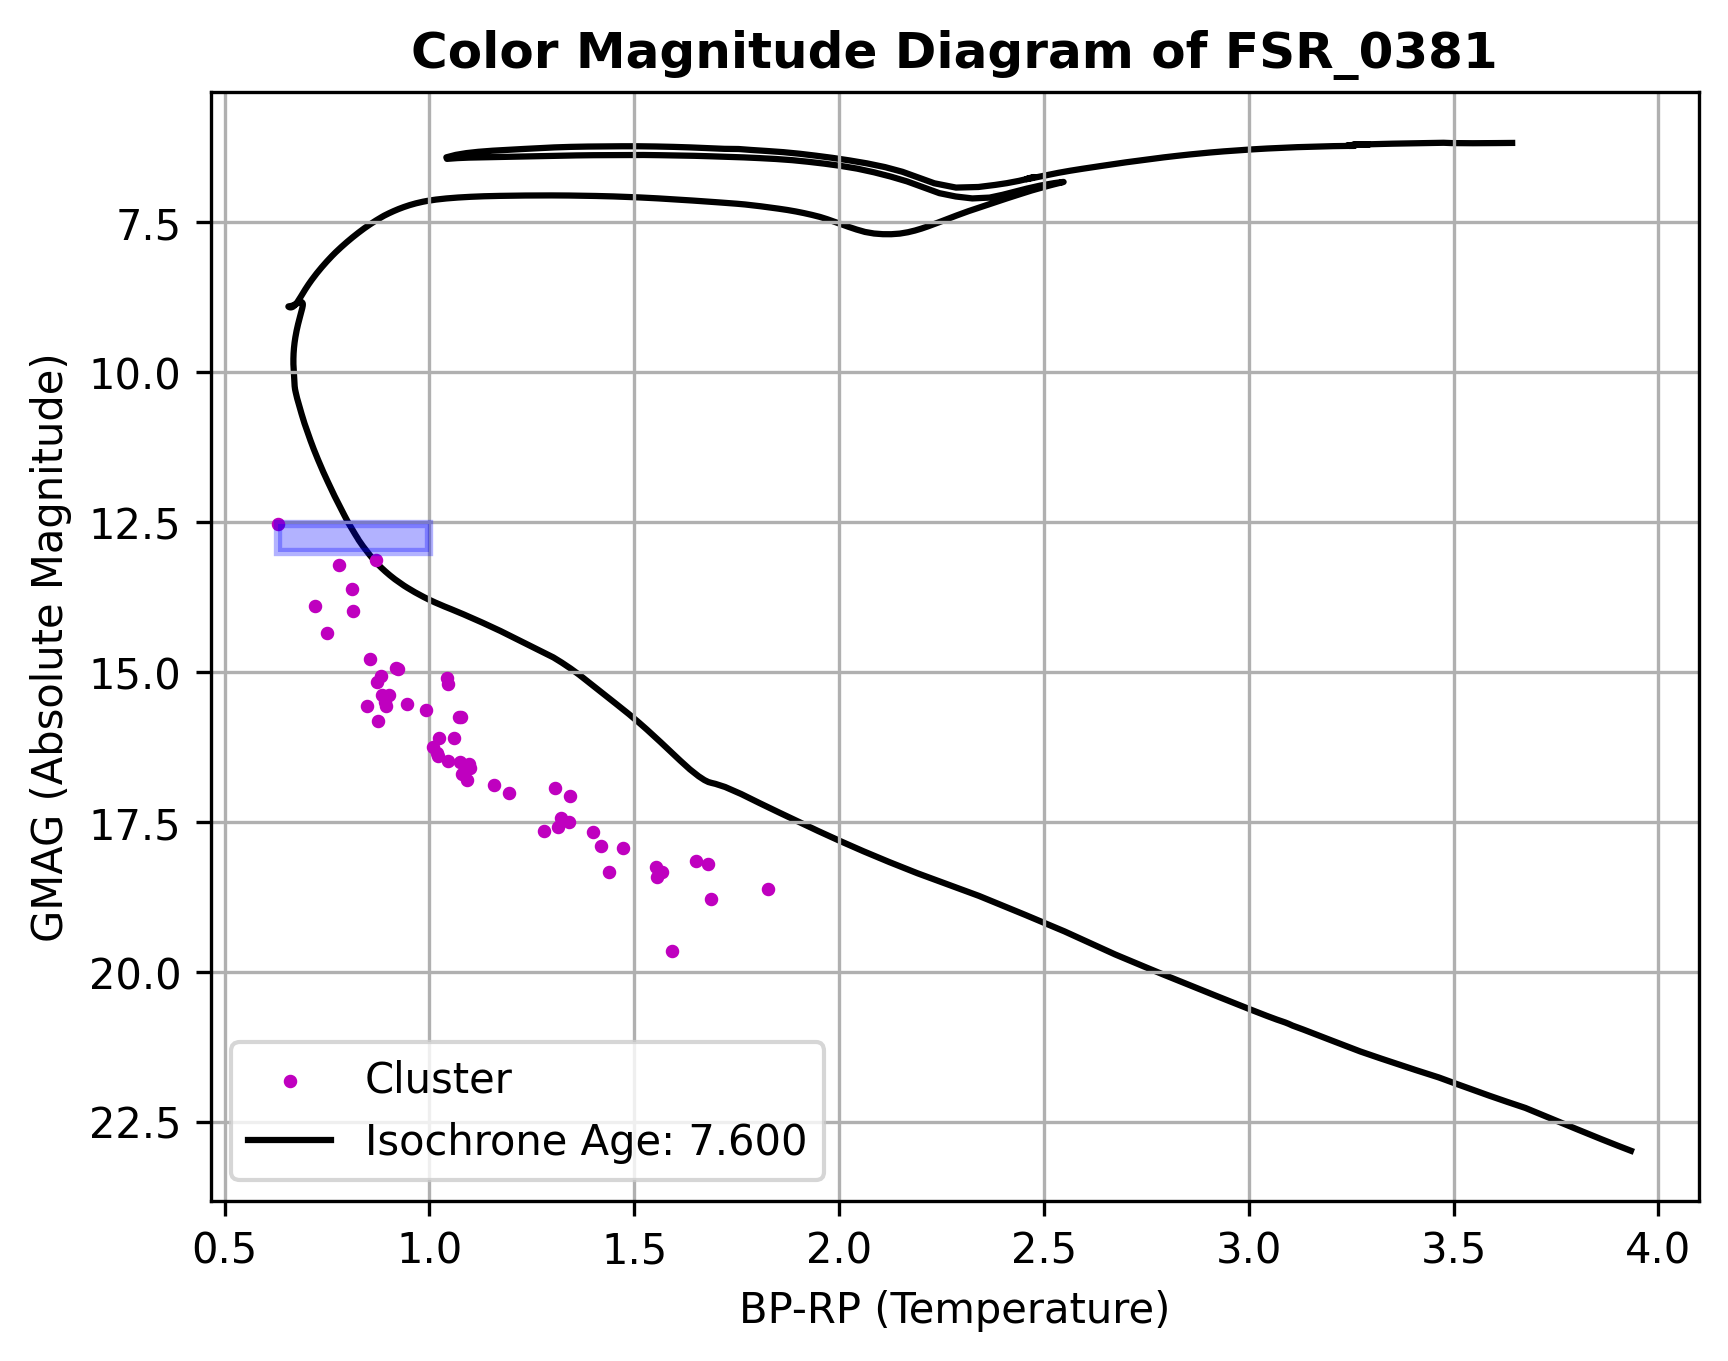 Color Magnitude Diagram of FSR_0381
GMAG (Absolute Magnitude)
7.5
10.0
12.5
15.0
17.5
20.0
22.5
Cluster
Isochrone Age: 7.600
0.5 1.0 1.5 2.0 2.5 3.0 3.5 4.0
BP-RP (Temperature)